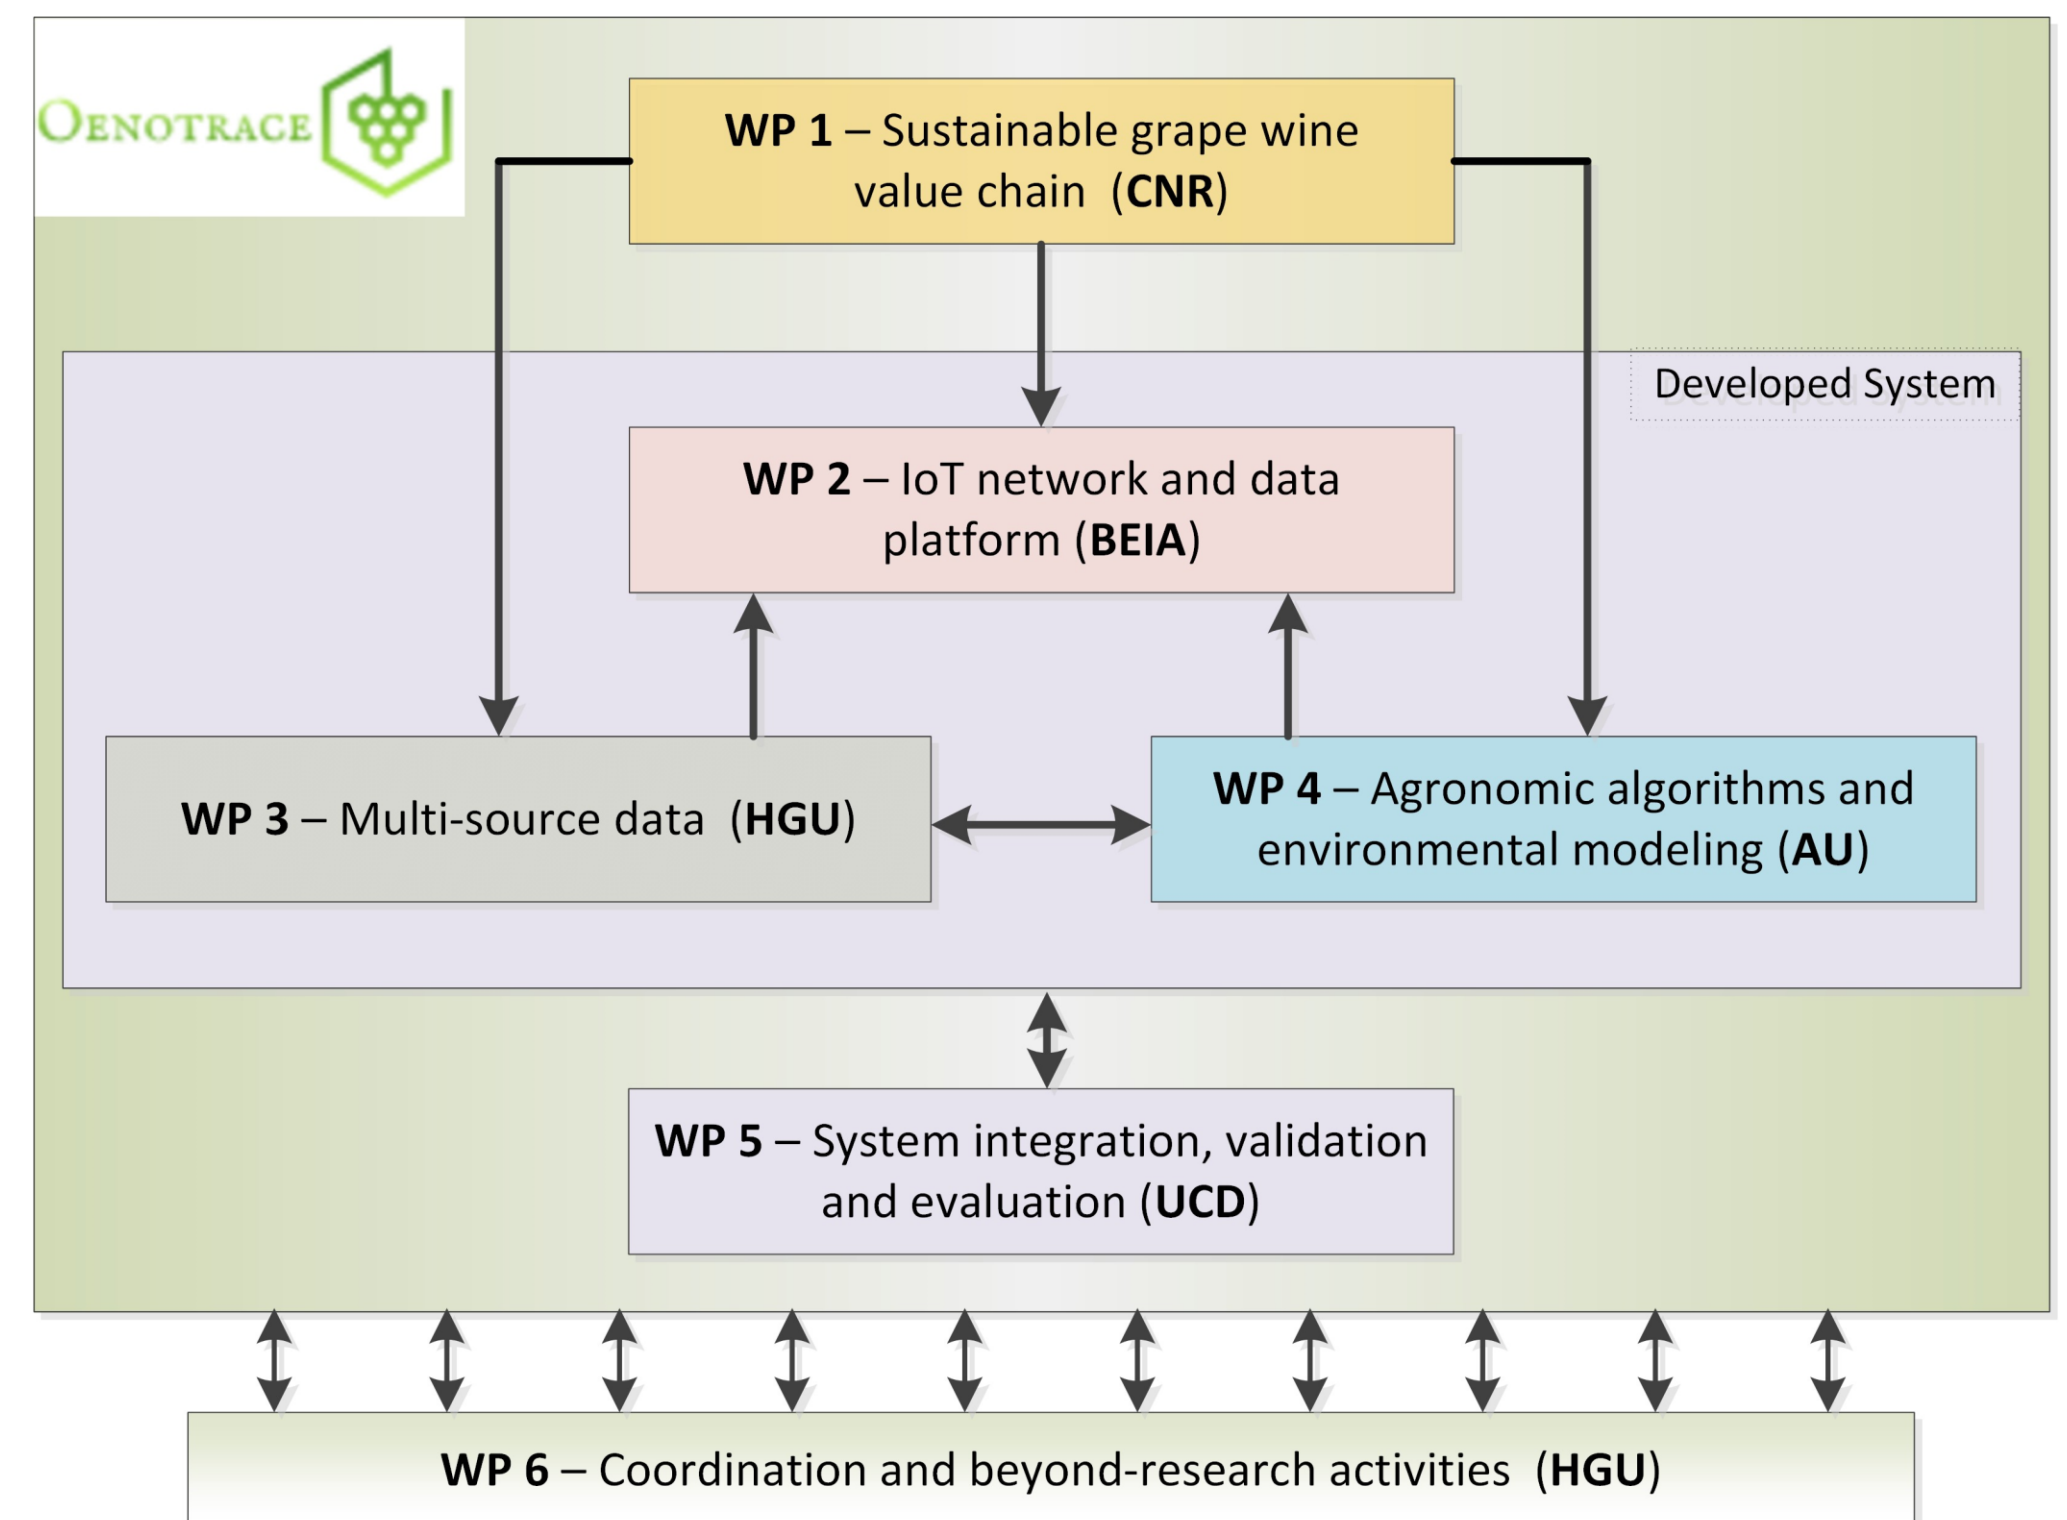 OENOTRACE
WP 1 – Sustainable grape wine
value chain (CNR)
Developed System
WP 2 – IoT network and data
platform (BEIA)
WP 3 – Multi-source data (HGU)
WP 4 – Agronomic algorithms and
environmental modeling (AU)
WP 5 – System integration, validation
and evaluation (UCD)
WP 6 – Coordination and beyond-research activities (HGU)